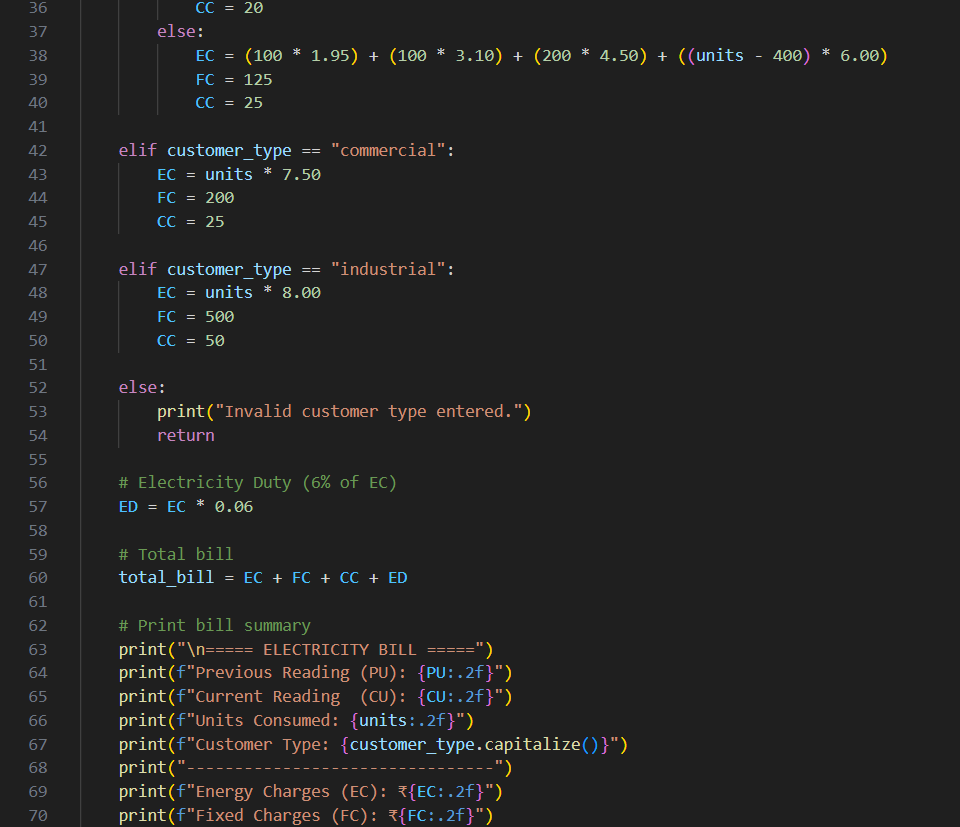 36 CC = 20
37 else:
38 EC = (100 * 1.95) + (100 * 3.10) + (200 * 4.50) + ((units - 400) * 6.00)
39 FC = 125
40 CC = 25
41
42 elif customer_type == "commercial":
43 EC = units * 7.50
44 FC = 200
45 CC = 25
46
47 elif customer_type == "industrial":
48 EC = units * 8.00
49 FC = 500
50 CC = 50
51
52 else:
53 print("Invalid customer type entered.")
54 return
55
56 # Electricity Duty (6% of EC)
57 ED = EC * 0.06
58
59 # Total bill
60 total_bill = EC + FC + CC + ED
61
62 # Print bill summary
63 print("\n===== ELECTRICITY BILL =====")
64 print(f"Previous Reading (PU): {PU:.2f}")
65 print(f"Current Reading  (CU): {CU:.2f}")
66 print(f"Units Consumed: {units:.2f}")
67 print(f"Customer Type: {customer_type.capitalize()}")
68 print("--------------------------------")
69 print(f"Energy Charges (EC): ₹{EC:.2f}")
70 print(f"Fixed Charges (FC): ₹{FC:.2f}")